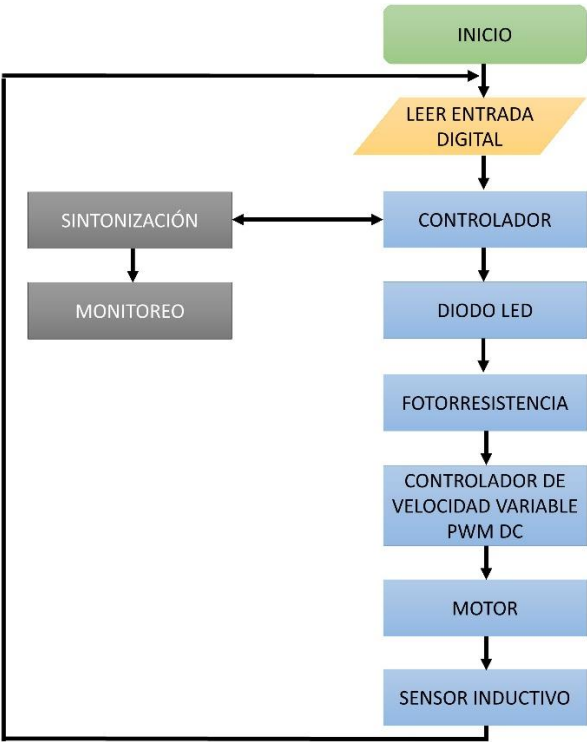 INICIO
LEER ENTRADA
DIGITAL
SINTONIZACIÓN
CONTROLADOR
MONITOREO
DIODO LED
FOTORRESISTENCIA
CONTROLADOR DE
VELOCIDAD VARIABLE
PWM DC
MOTOR
SENSOR INDUCTIVO